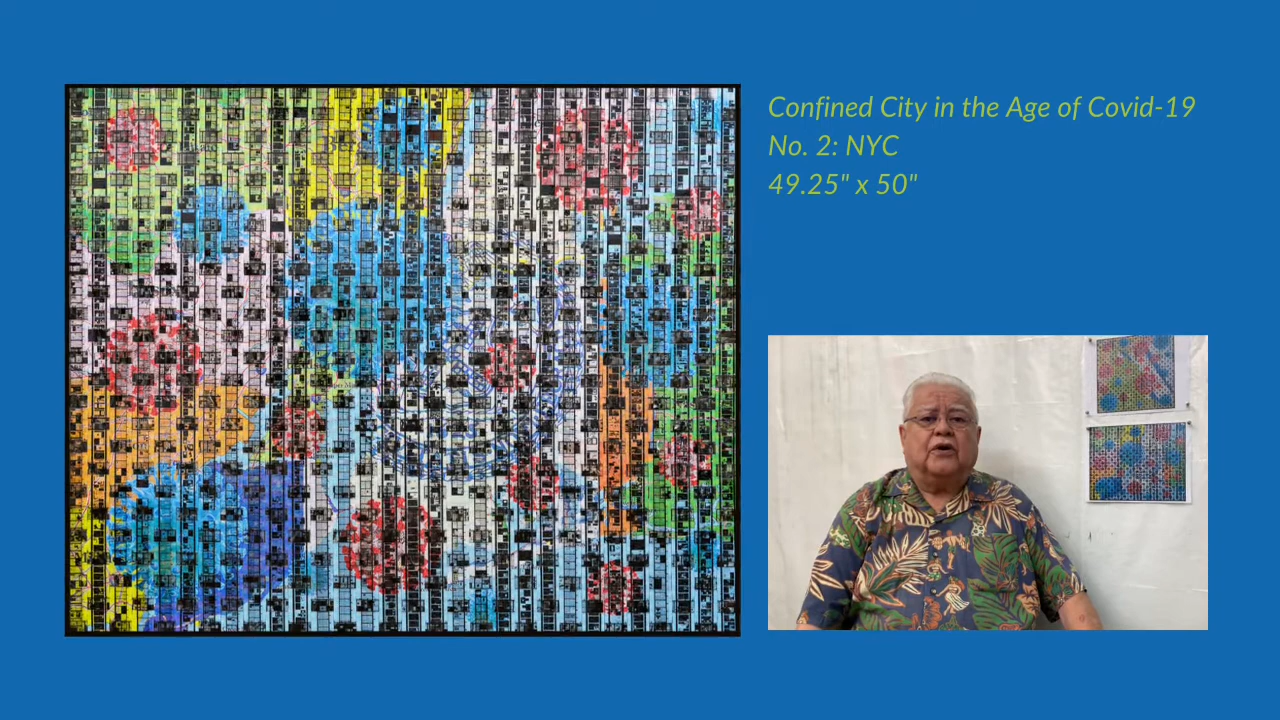 Confined City in the Age of Covid-19
No. 2: NYC
49.25" x 50"